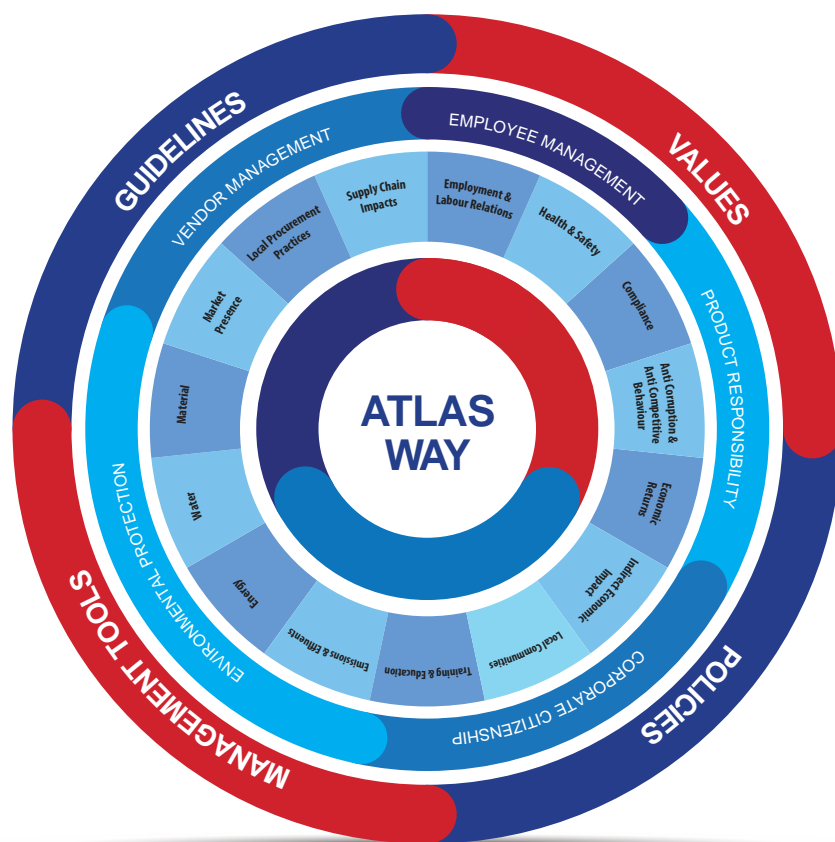 GUIDELINES
VALUES
POLICIES
MANAGEMENT TOOLS
VENDOR MANAGEMENT
EMPLOYEE MANAGEMENT
PRODUCT RESPONSIBILITY
CORPORATE CITIZENSHIP
ENVIRONMENTAL PROTECTION
Employment &
Labour Relations
Health & Safety
Compliance
Anti Corruption &
Anti Competitive
Behaviour
Economic
Returns
Indirect Economic
Impact
Local Communities
Training & Education
Emissions & Effluents
Energy
Water
Material
Market
Presence
Local Procurement
Practices
Supply Chain
Impacts
ATLAS
WAY